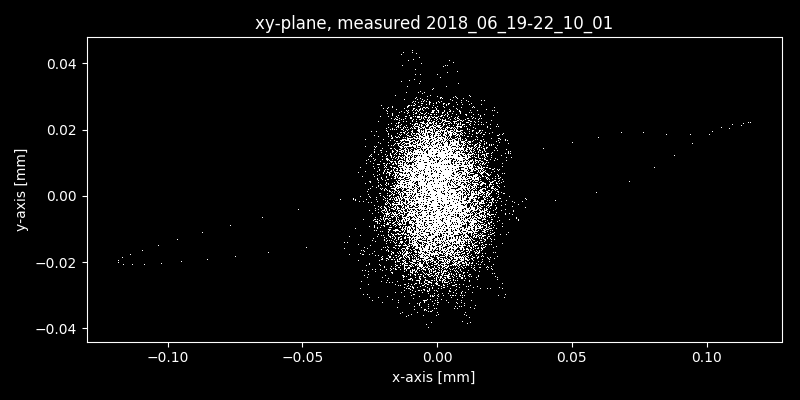 xy-plane, measured 2018_06_19-22_10_01
0.04
0.02
0.00
−0.02
−0.04
y-axis [mm]
−0.10 −0.05 0.00 0.05 0.10
x-axis [mm]